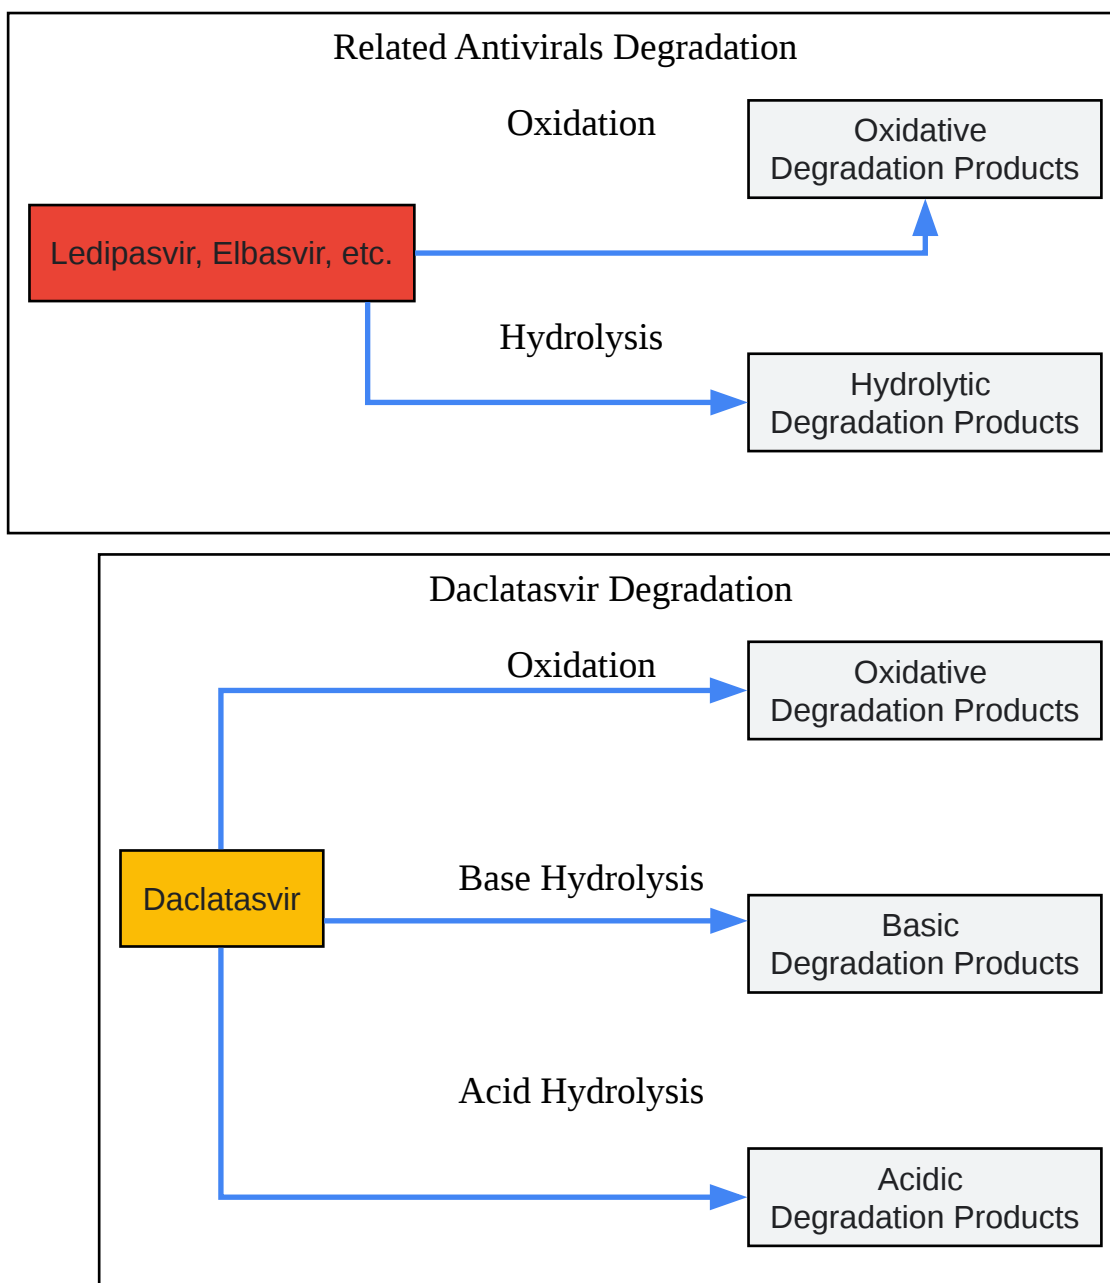 Related Antivirals Degradation
Oxidation
Oxidative
Degradation Products
Ledipasvir, Elbasvir, etc.
Hydrolysis
Hydrolytic
Degradation Products
Daclatasvir Degradation
Oxidation
Oxidative
Degradation Products
Daclatasvir
Base Hydrolysis
Basic
Degradation Products
Acid Hydrolysis
Acidic
Degradation Products